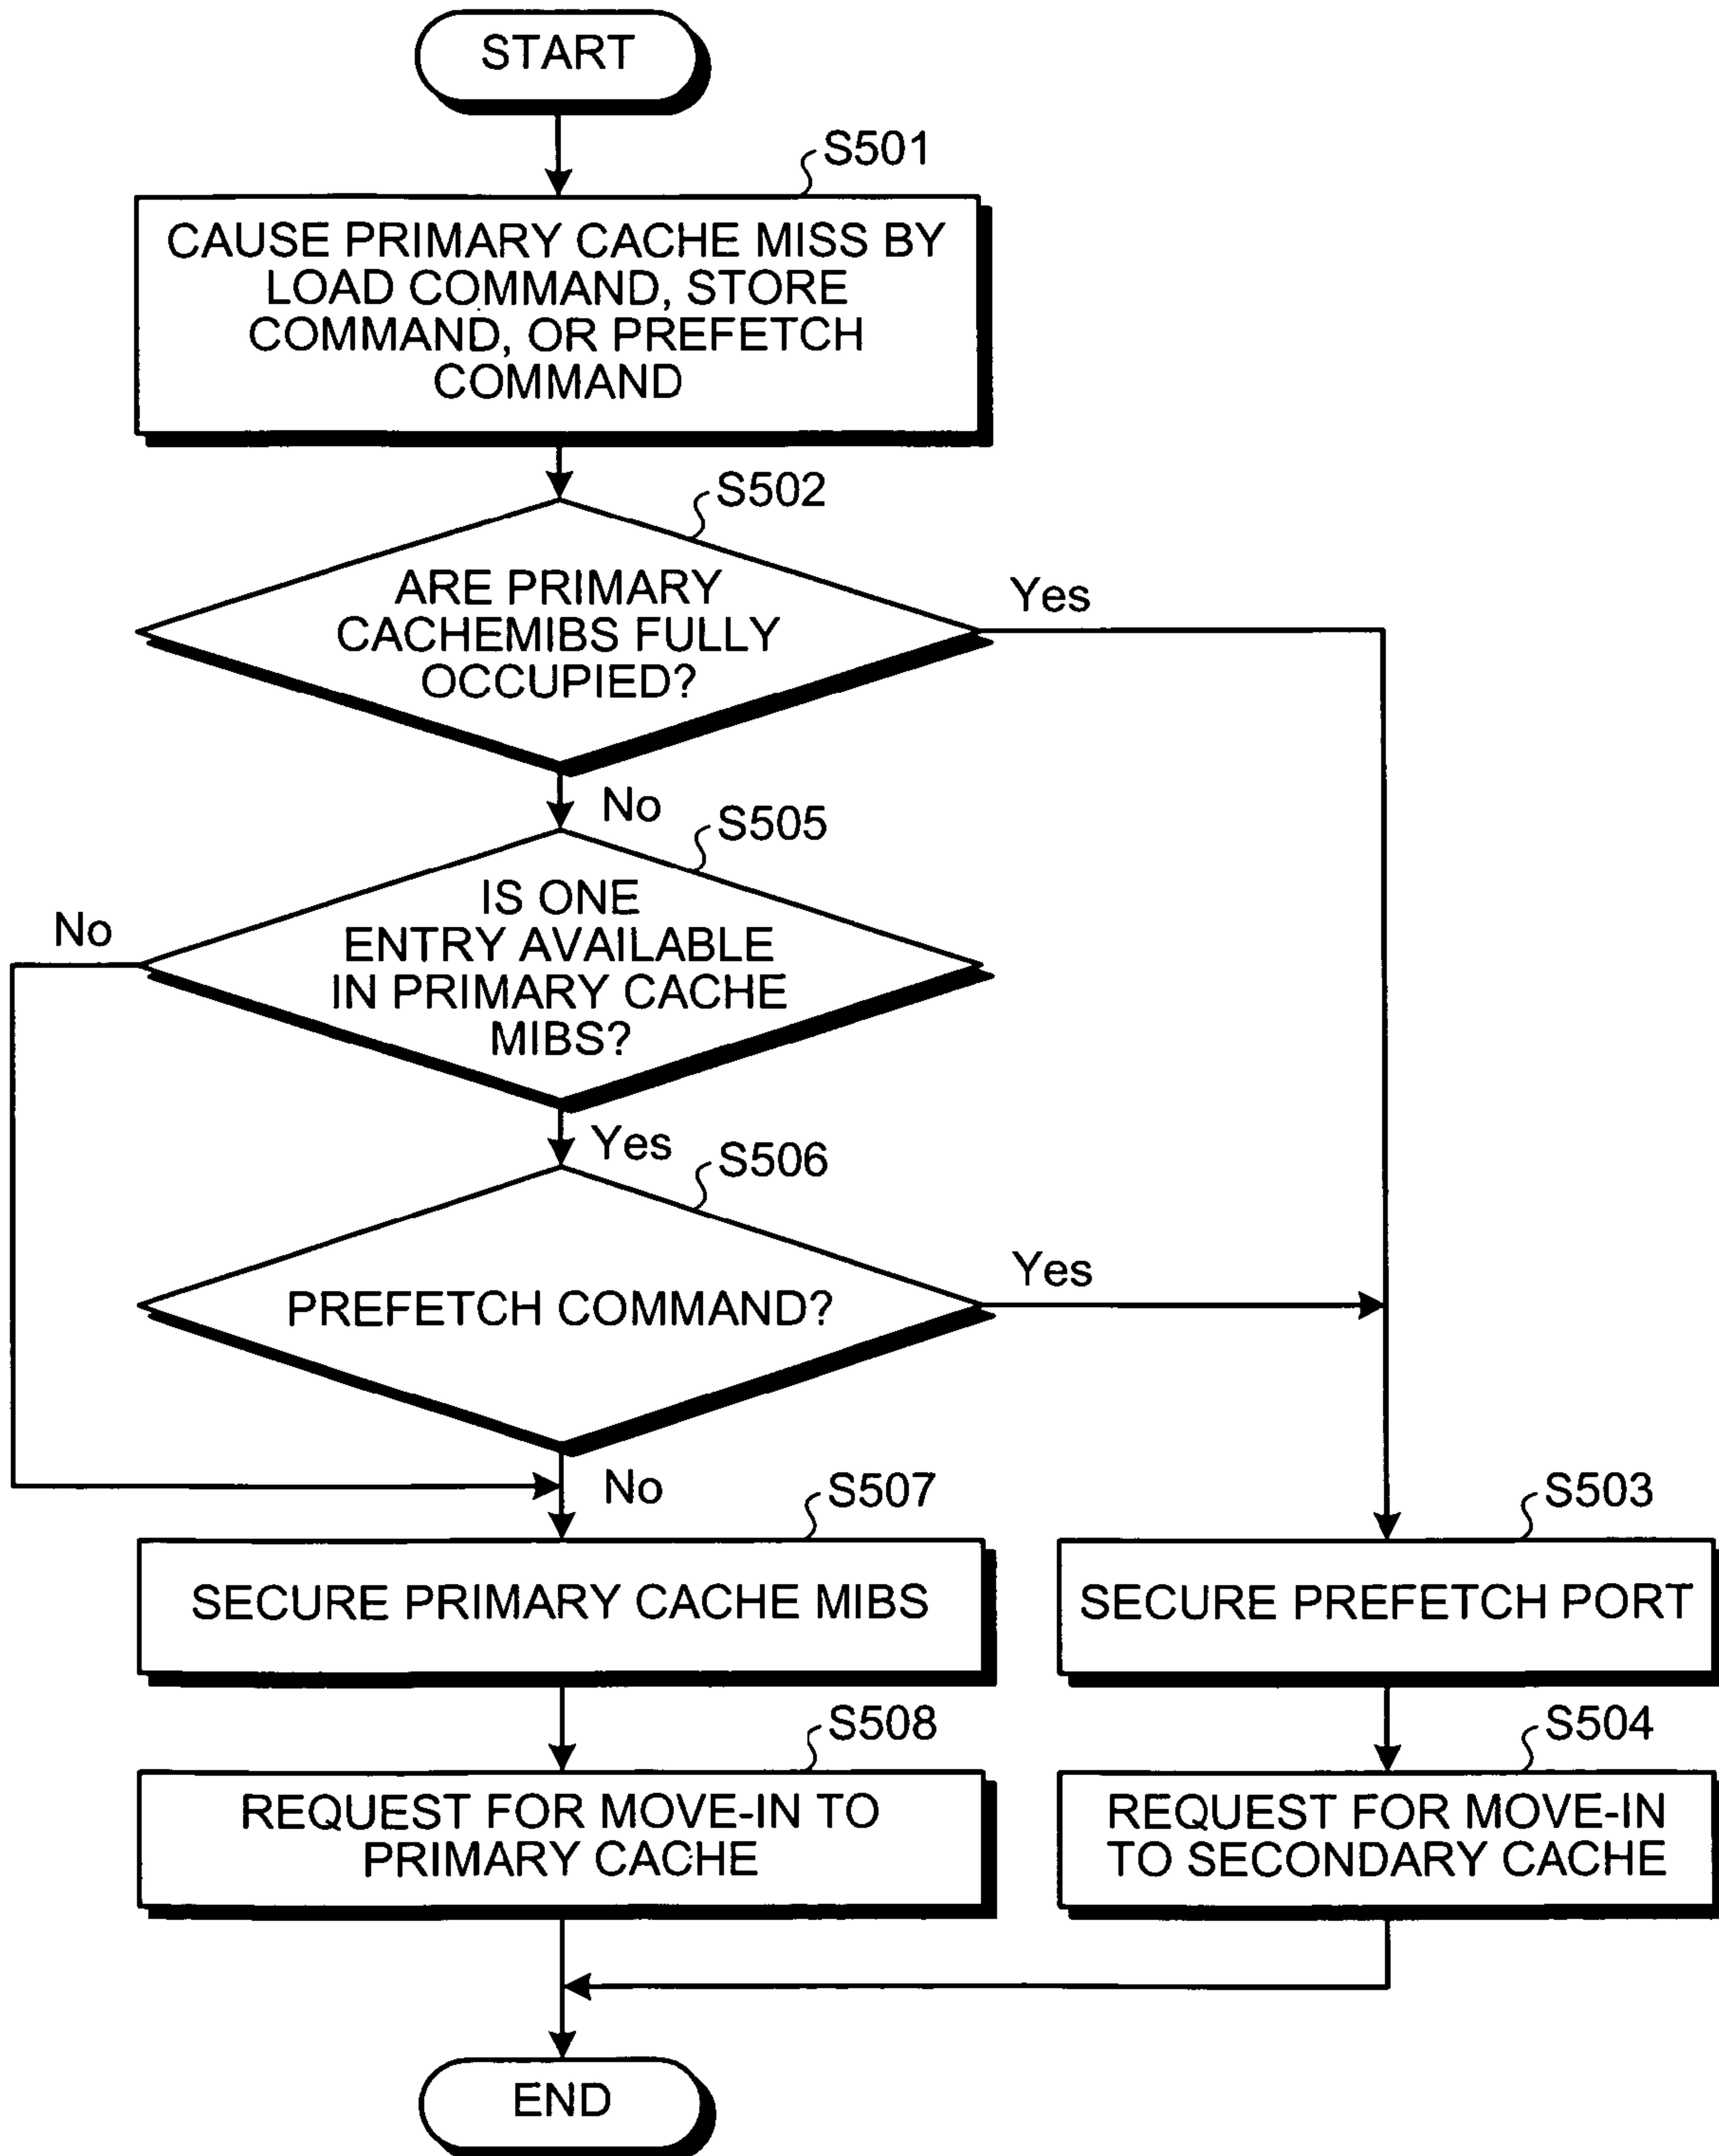 START
S501
CAUSE PRIMARY CACHE MISS BY
LOAD COMMAND, STORE
COMMAND, OR PREFETCH
COMMAND
S502
ARE PRIMARY
CACHEMIBS FULLY
OCCUPIED?
Yes
No
S505
IS ONE
ENTRY AVAILABLE
IN PRIMARY CACHE
MIBS?
No
Yes
S506
PREFETCH COMMAND?
Yes
No
S507
SECURE PRIMARY CACHE MIBS
S503
SECURE PREFETCH PORT
S508
REQUEST FOR MOVE-IN TO
PRIMARY CACHE
S504
REQUEST FOR MOVE-IN
TO SECONDARY CACHE
END